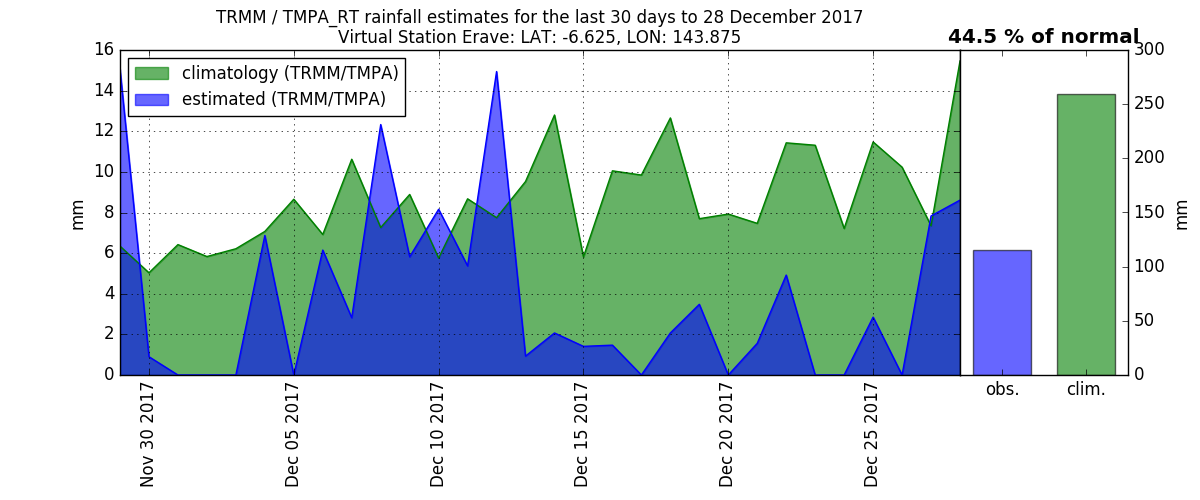 TRMM / TMPA_RT rainfall estimates for the last 30 days to 28 December 2017
Virtual Station Erave: LAT: -6.625, LON: 143.875
44.5 % of normal
climatology (TRMM/TMPA)
estimated (TRMM/TMPA)
mm
16
14
12
10
8
6
4
2
0
300
250
200
150
100
50
0
mm
Nov 30 2017
Dec 05 2017
Dec 10 2017
Dec 15 2017
Dec 20 2017
Dec 25 2017
obs.
clim.